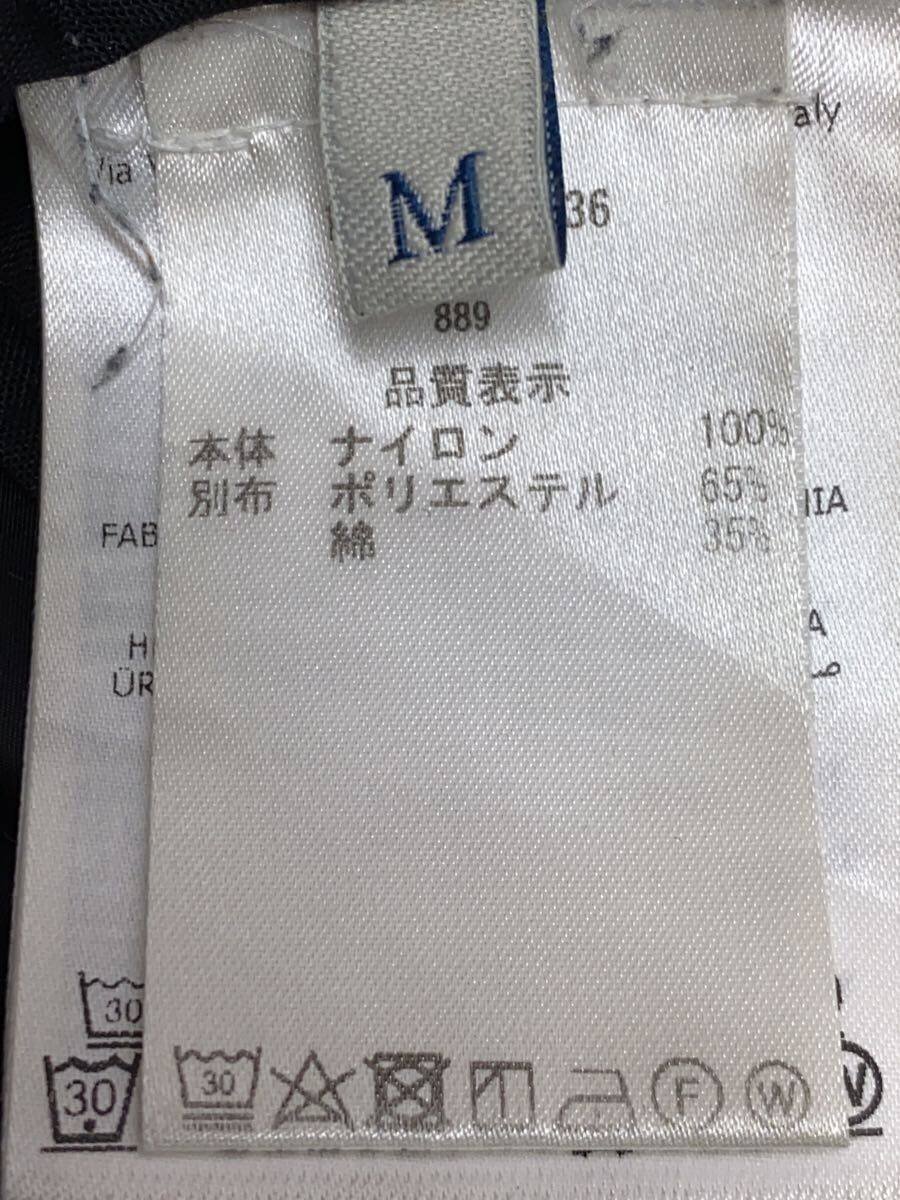 aly
M
36
889
品質表示
本体 ナイロン 100%
別布 ポリエステル 65%
綿 35%
FAB
ÜR
30
30
30
F
W